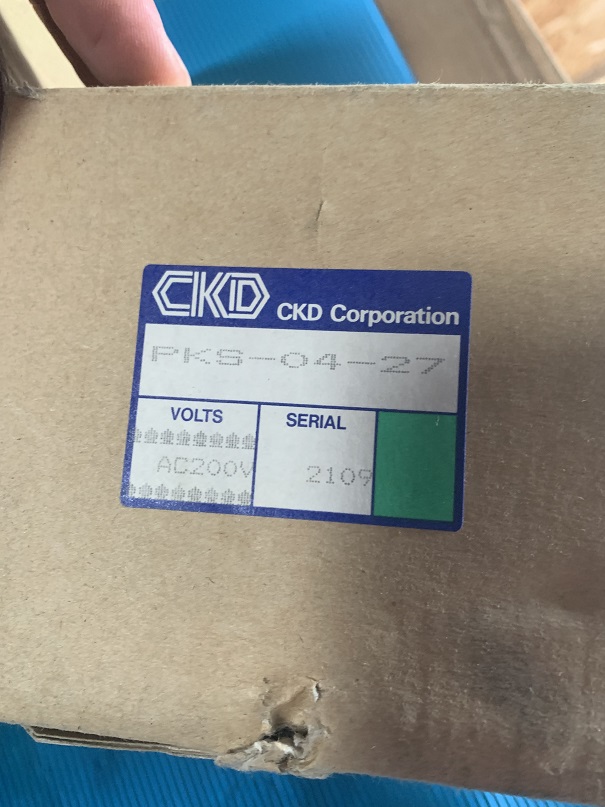 CKD CKD Corporation
PKS-04-27
VOLTS SERIAL
AC200V 2109